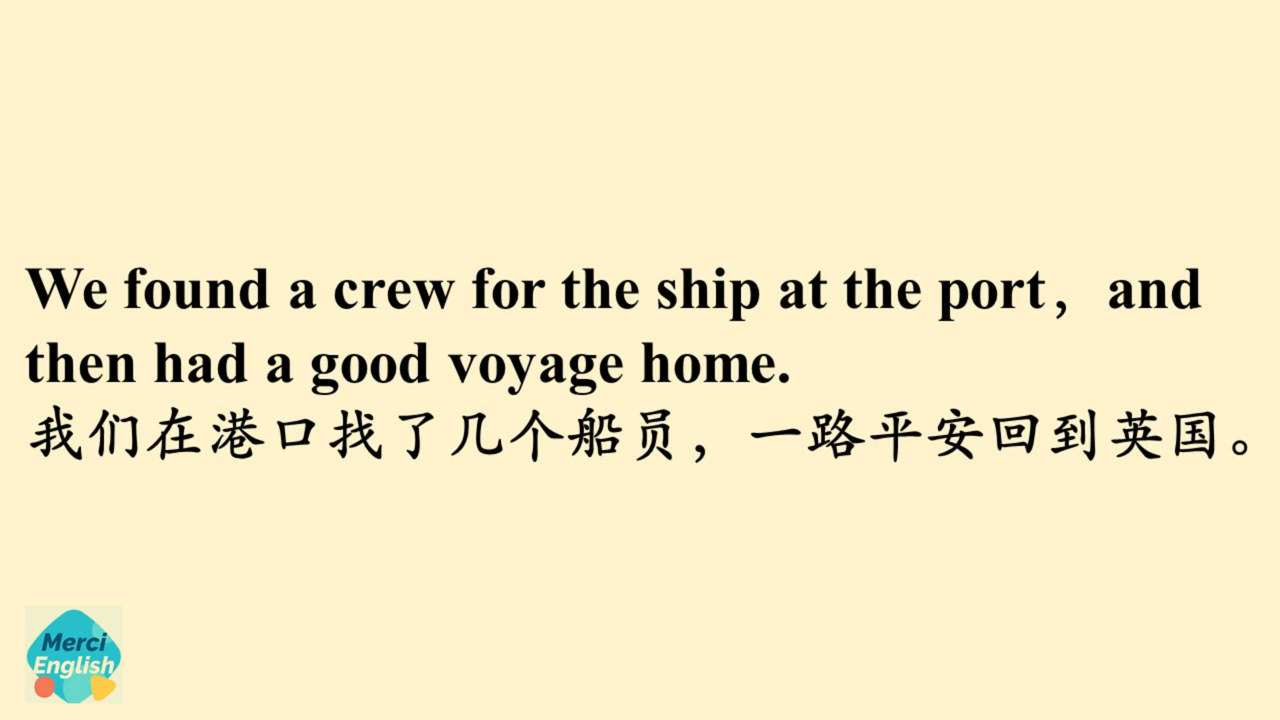 We found a crew for the ship at the port，and
then had a good voyage home.
我们在港口找了几个船员，一路平安回到英国。
Merci
English